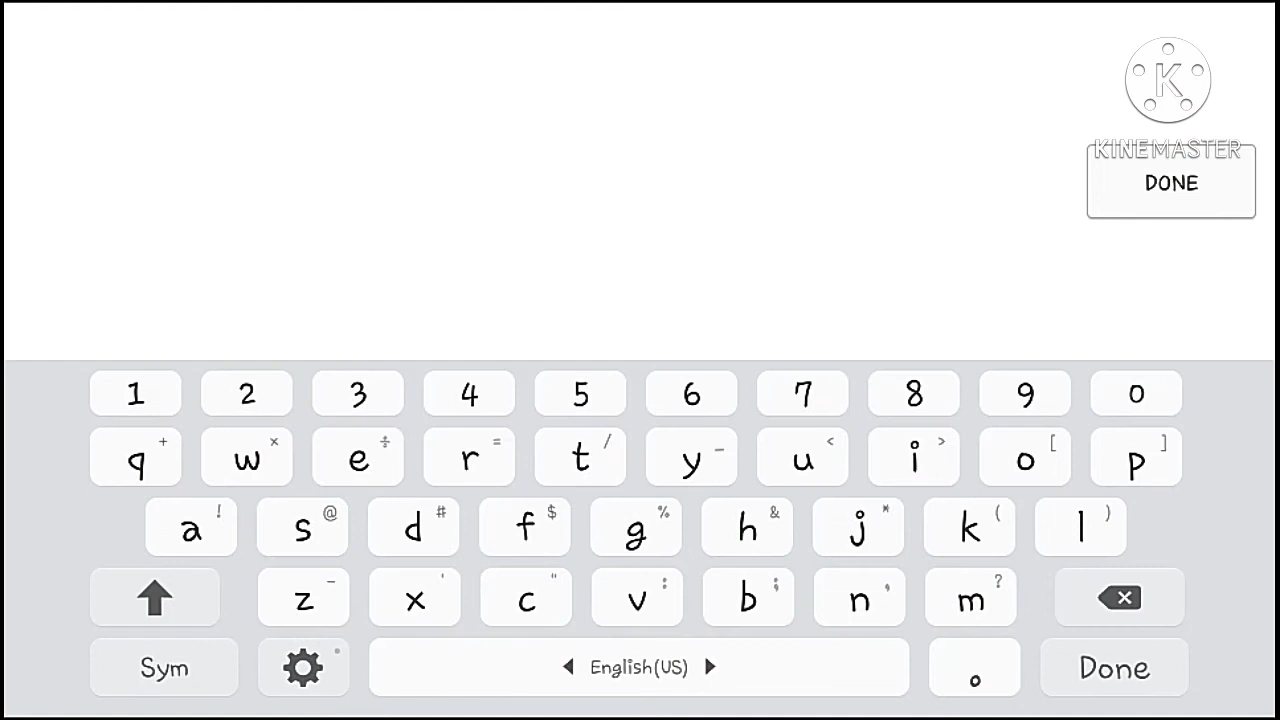 K
KINEMASTER
DONE
1 2 3 4 5 6 7 8 9 0
q + w × e ÷ r = t / y _ u < i > o [ p ]
a ! s @ d # f $ g % h & j * k ( l )
z - x ' c " v : b ; n , m ?
Sym English(US) . Done